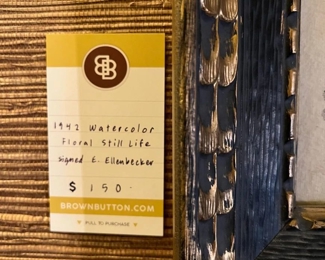 BB
1942 Watercolor
Floral Still Life
signed E. Ellenbecker
$ 150
BROWNBUTTON.COM
PULL TO PURCHASE